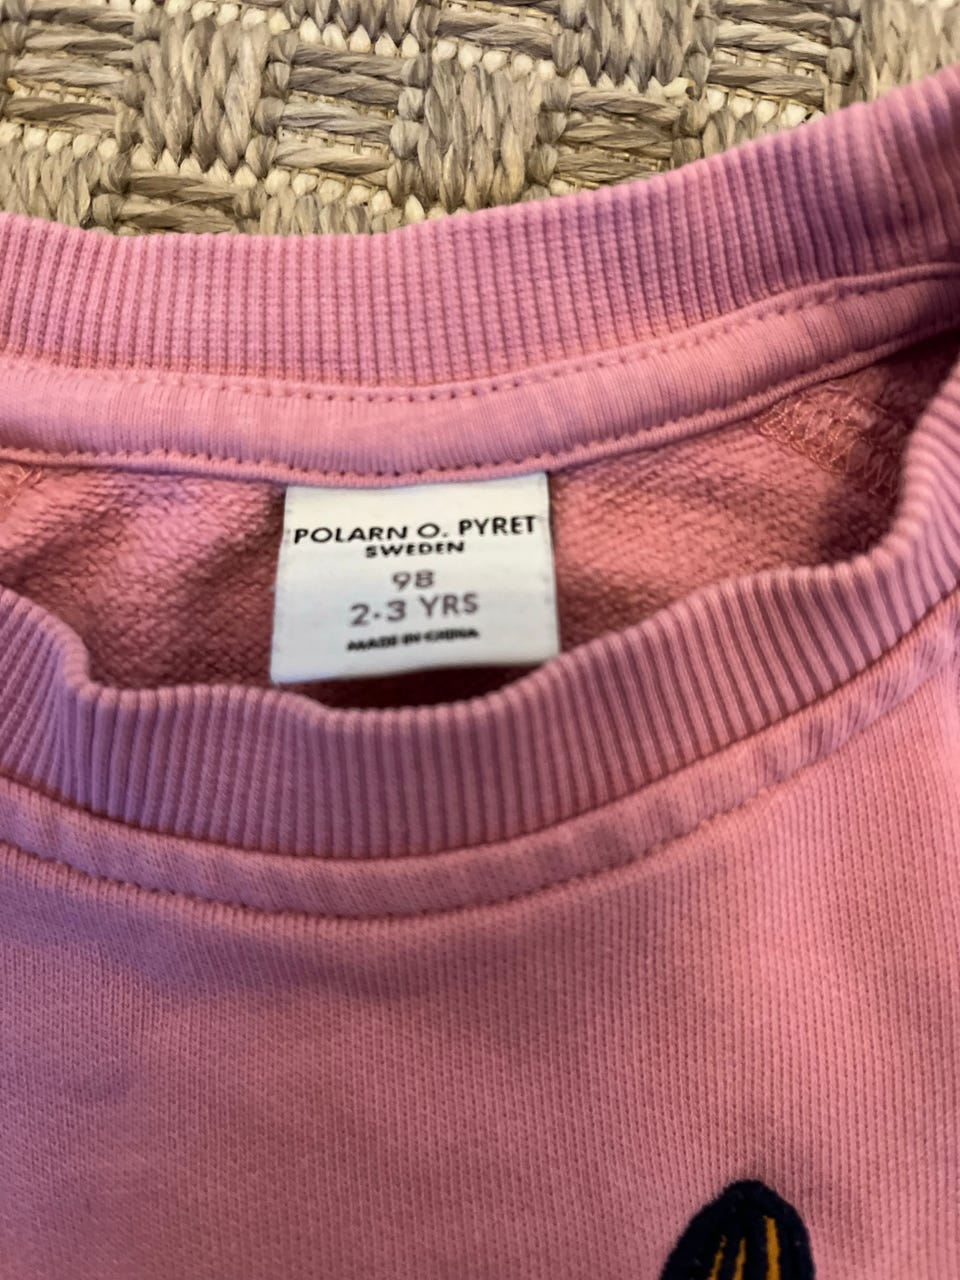 POLARN O. PYRET
SWEDEN
98
2-3 YRS
MADE IN CHINA